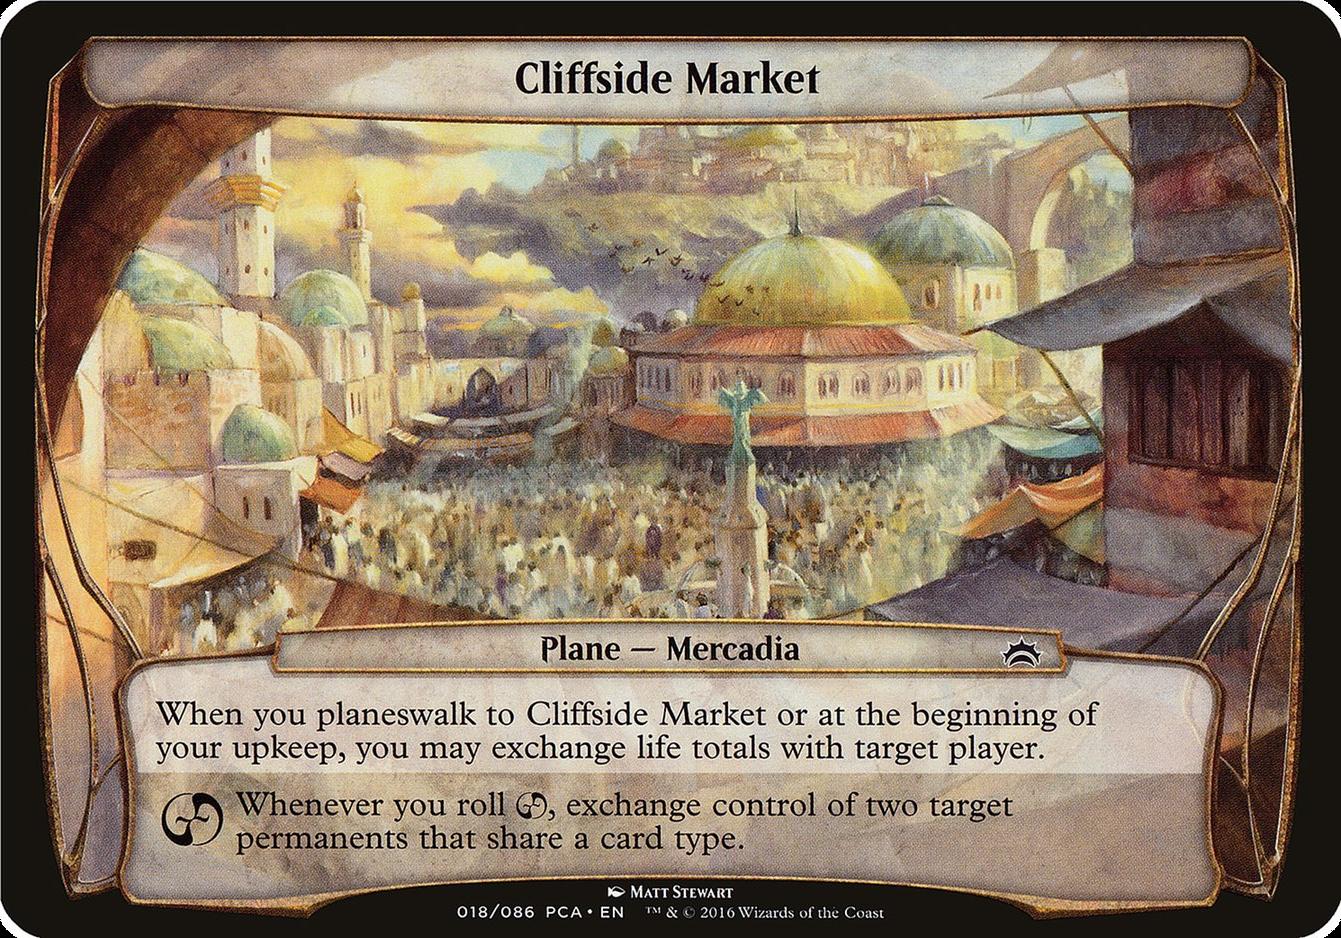 Cliffside Market
Plane — Mercadia
When you planeswalk to Cliffside Market or at the beginning of
your upkeep, you may exchange life totals with target player.
Whenever you roll , exchange control of two target
permanents that share a card type.
Matt Stewart
018/086 PCA • EN ™ & © 2016 Wizards of the Coast